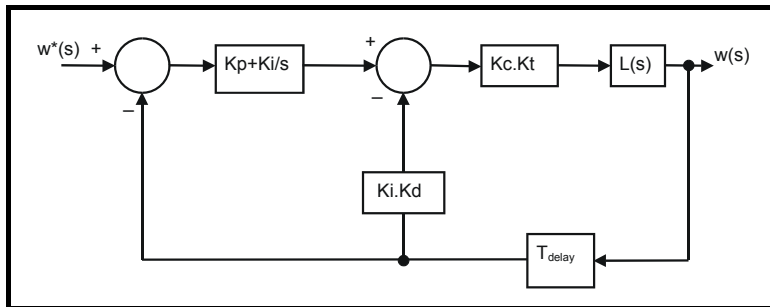 w*(s) +
−
Kp+Ki/s
+
−
Kc.Kt
L(s)
w(s)
Ki.Kd
Tdelay